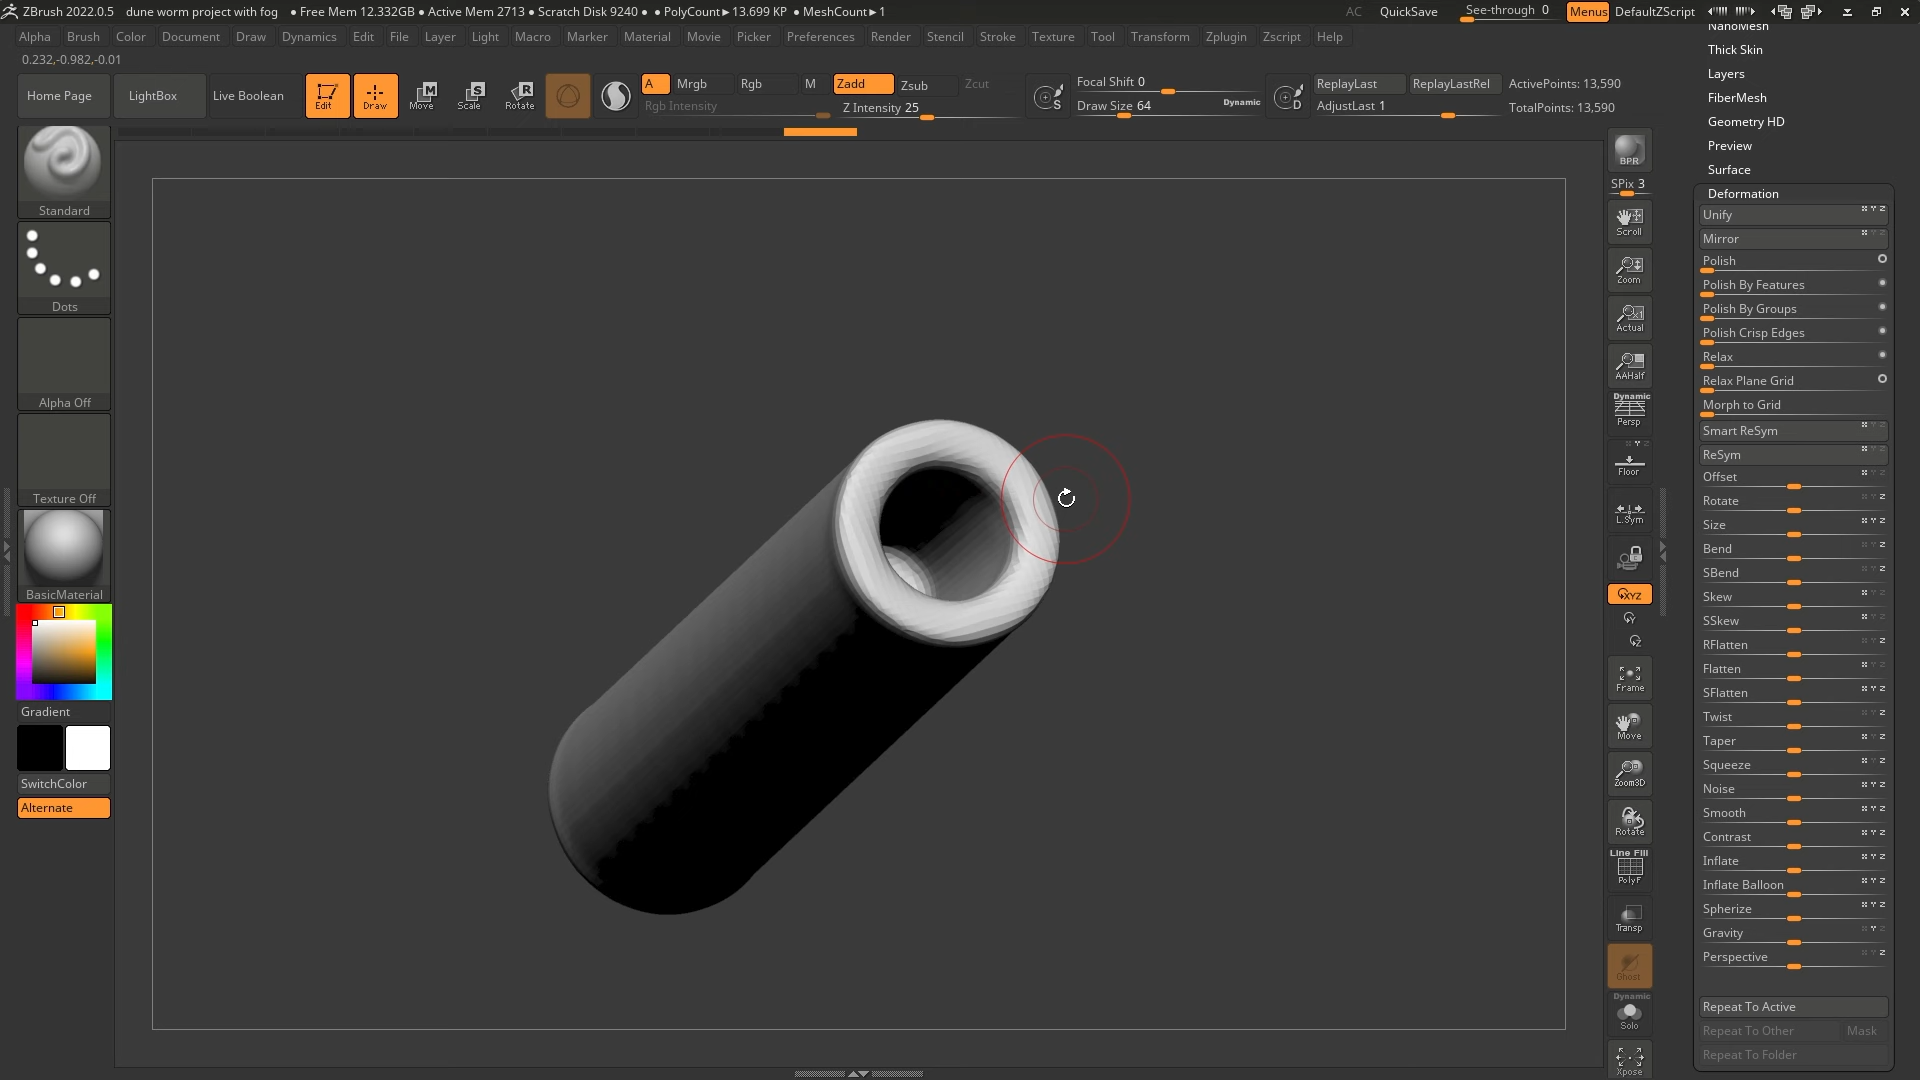 ZBrush 2022.0.5 dune worm project with fog ● Free Mem 12.332GB ● Active Mem 2713 ● Scratch Disk 9240 ● ● PolyCount►13.699 KP ● MeshCount►1 AC QuickSave See-through 0 Menus DefaultZScript
Alpha Brush Color Document Draw Dynamics Edit File Layer Light Macro Marker Material Movie Picker Preferences Render Stencil Stroke Texture Tool Transform Zplugin Zscript Help
0.232,-0.982,-0.01
Home Page LightBox Live Boolean Edit Draw Move Scale Rotate
A Mrgb Rgb M Zadd Zsub Zcut
Rgb Intensity Z Intensity 25
Focal Shift 0
Draw Size 64 Dynamic
ReplayLast ReplayLastRel ActivePoints: 13,590
AdjustLast 1 TotalPoints: 13,590
Standard
Dots
Alpha Off
Texture Off
BasicMaterial
Gradient
SwitchColor
Alternate
BPR
SPix 3
Scroll
Zoom
Actual
AAHalf
Dynamic
Persp
Floor
L.Sym
XYZ
Y
Z
Frame
Move
Zoom3D
Rotate
Line Fill
PolyF
Transp
Ghost
Dynamic
Solo
Xpose
NanoMesh
Thick Skin
Layers
FiberMesh
Geometry HD
Preview
Surface
Deformation
Unify
Mirror
Polish
Polish By Features
Polish By Groups
Polish Crisp Edges
Relax
Relax Plane Grid
Morph to Grid
Smart ReSym
ReSym
Offset
Rotate
Size
Bend
SBend
Skew
SSkew
RFlatten
Flatten
SFlatten
Twist
Taper
Squeeze
Noise
Smooth
Contrast
Inflate
Inflate Balloon
Spherize
Gravity
Perspective
Repeat To Active
Repeat To Other Mask
Repeat To Folder